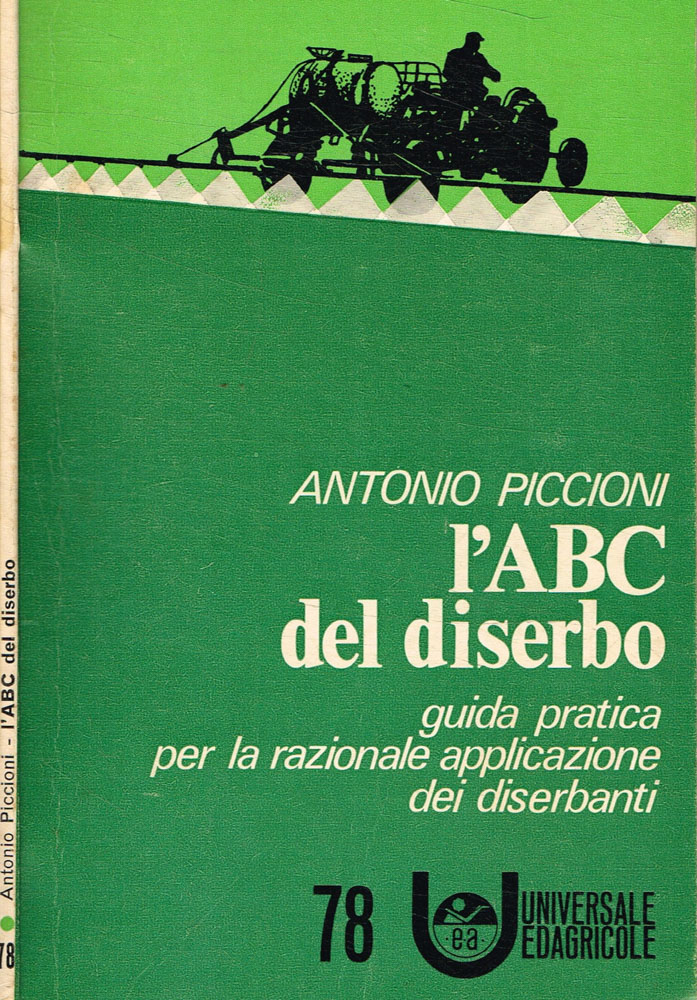 ANTONIO PICCIONI
l'ABC
del diserbo
guida pratica
per la razionale applicazione
dei diserbanti
78
e·a
UNIVERSALE
EDAGRICOLE
78 Antonio Piccioni - l'ABC del diserbo